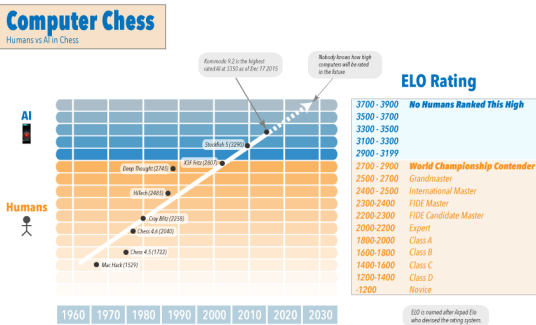 Computer Chess
Humans vs AI in Chess
Kommodo 9.2 is the highest
rated AI at 3350 as of Dec 17 2015
Nobody knows how high
computers will be rated
in the future
ELO Rating
AI
Humans
Stockfish 5 (3290)
X3F Fritz (2807)
Deep Thought (2745)
HiTech (2485)
Cray Blitz (2258)
Chess 4.6 (2040)
Chess 4.5 (1722)
Mac Hack (1529)
3700 - 3900 No Humans Ranked This High
3500 - 3700
3300 - 3500
3100 - 3300
2900 - 3199
2700 - 2900 World Championship Contender
2500 - 2700 Grandmaster
2400 - 2500 International Master
2300-2400 FIDE Master
2200-2300 FIDE Candidate Master
2000-2200 Expert
1800-2000 Class A
1600-1800 Class B
1400-1600 Class C
1200-1400 Class D
-1200 Novice
1960 1970 1980 1990 2000 2010 2020 2030
ELO is named after Arpad Elo
who devised the rating system